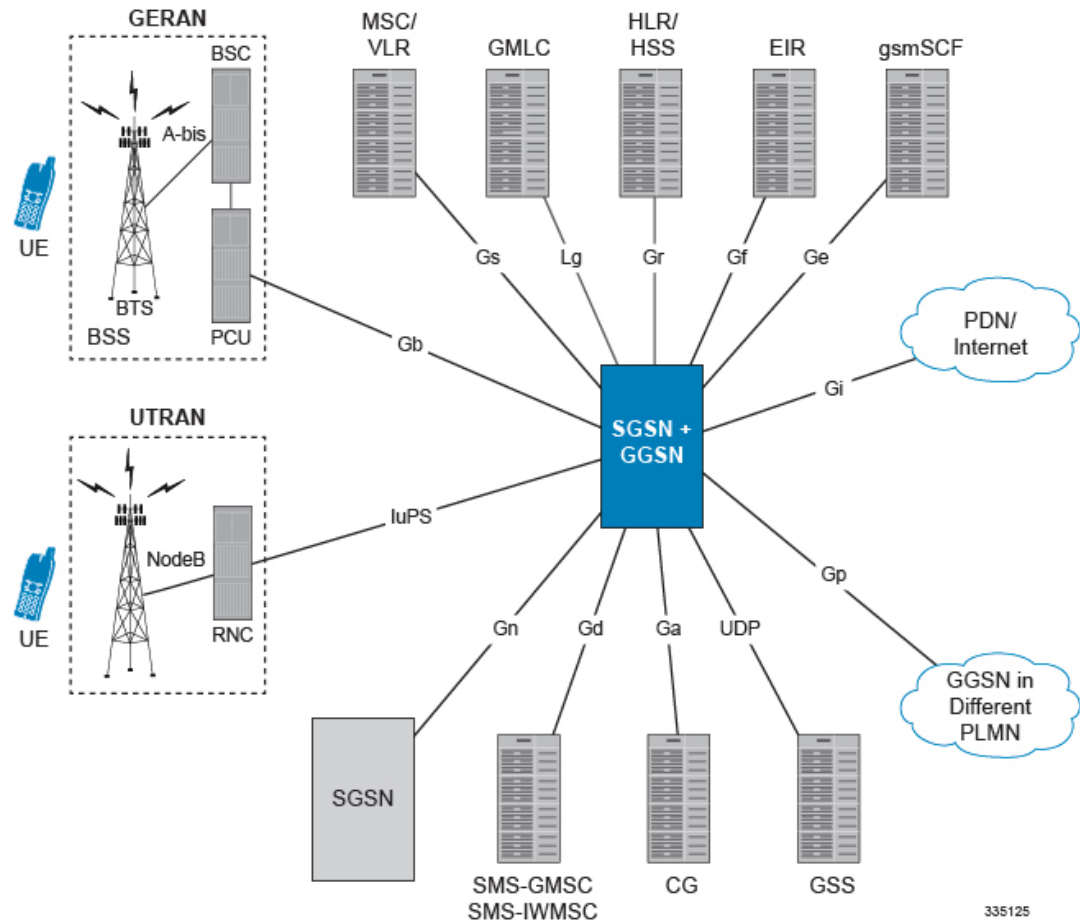 GERAN
BSC
A-bis
UE
BTS
BSS
PCU
MSC/
VLR
GMLC
HLR/
HSS
EIR
gsmSCF
Gs
Lg
Gr
Gf
Ge
Gb
PDN/
Internet
Gi
UTRAN
SGSN +
GGSN
IuPS
NodeB
UE
RNC
Gp
Gn
Gd
Ga
UDP
GGSN in
Different
PLMN
SGSN
SMS-GMSC
SMS-IWMSC
CG
GSS
335125